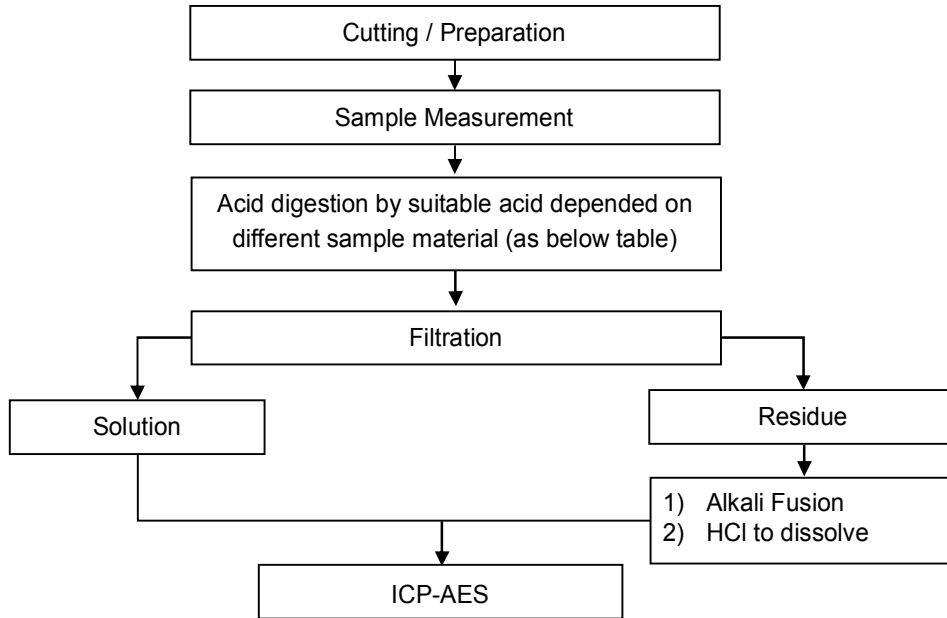 Cutting / Preparation
Sample Measurement
Acid digestion by suitable acid depended on
different sample material (as below table)
Filtration
Solution
Residue
1) Alkali Fusion
2) HCl to dissolve
ICP-AES